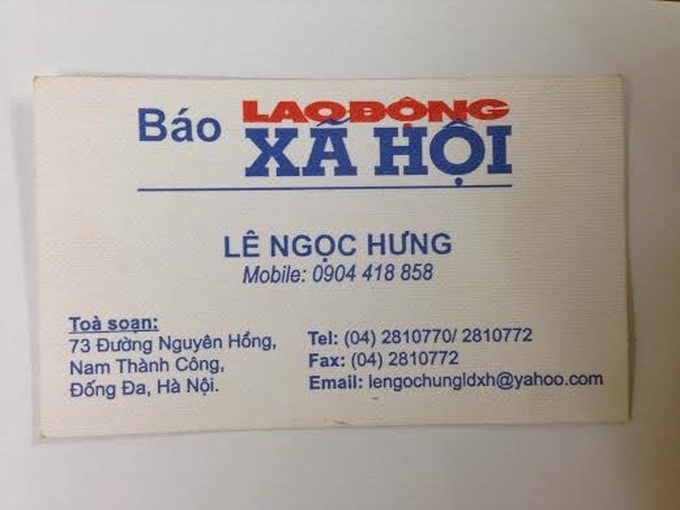 Báo LAO ĐỘNG
XÃ HỘI
LÊ NGỌC HƯNG
Mobile: 0904 418 858
Toà soạn:
73 Đường Nguyên Hồng,
Nam Thành Công,
Đống Đa, Hà Nội.
Tel: (04) 2810770/ 2810772
Fax: (04) 2810772
Email: lengochungldxh@yahoo.com